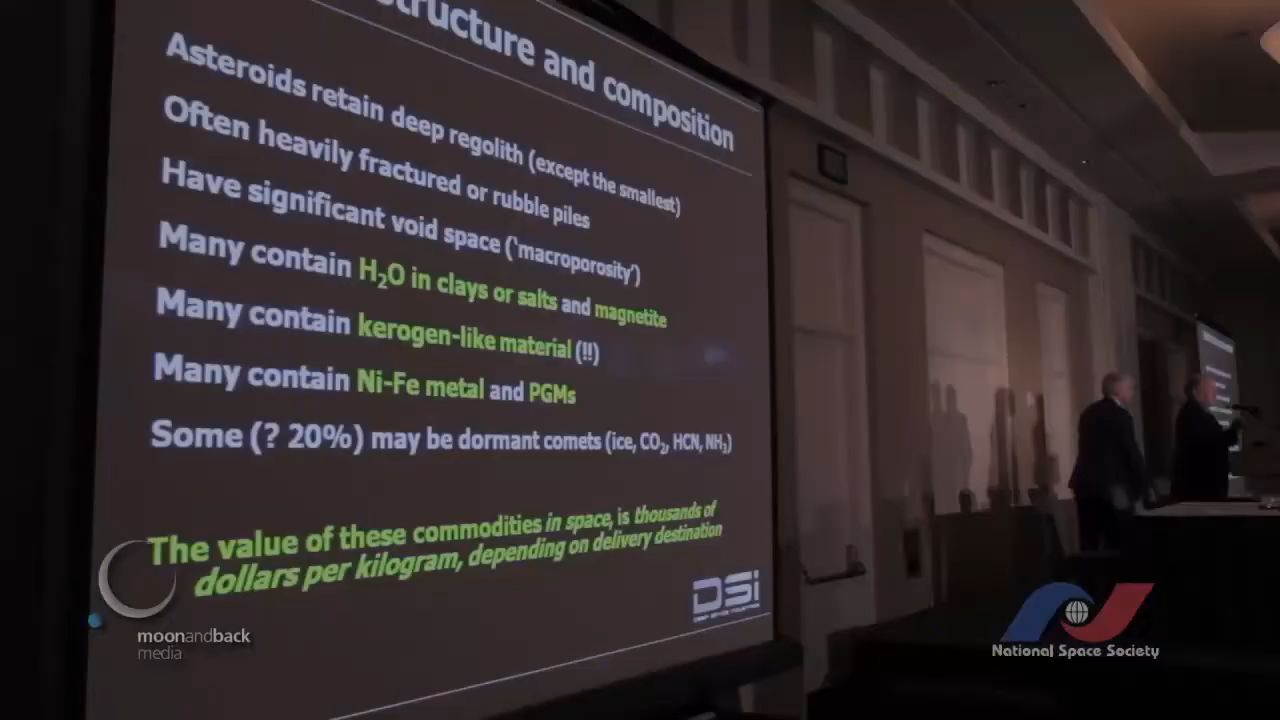 structure and composition
Asteroids retain deep regolith (except the smallest)
Often heavily fractured or rubble piles
Have significant void space ('macroporosity')
Many contain H₂O in clays or salts and magnetite
Many contain kerogen-like material (!!)
Many contain Ni-Fe metal and PGMs
Some (? 20%) may be dormant comets (ice, CO₂, HCN, NH₃)
The value of these commodities in space, is thousands of
dollars per kilogram, depending on delivery destination
DSI
moonandback
media
National Space Society